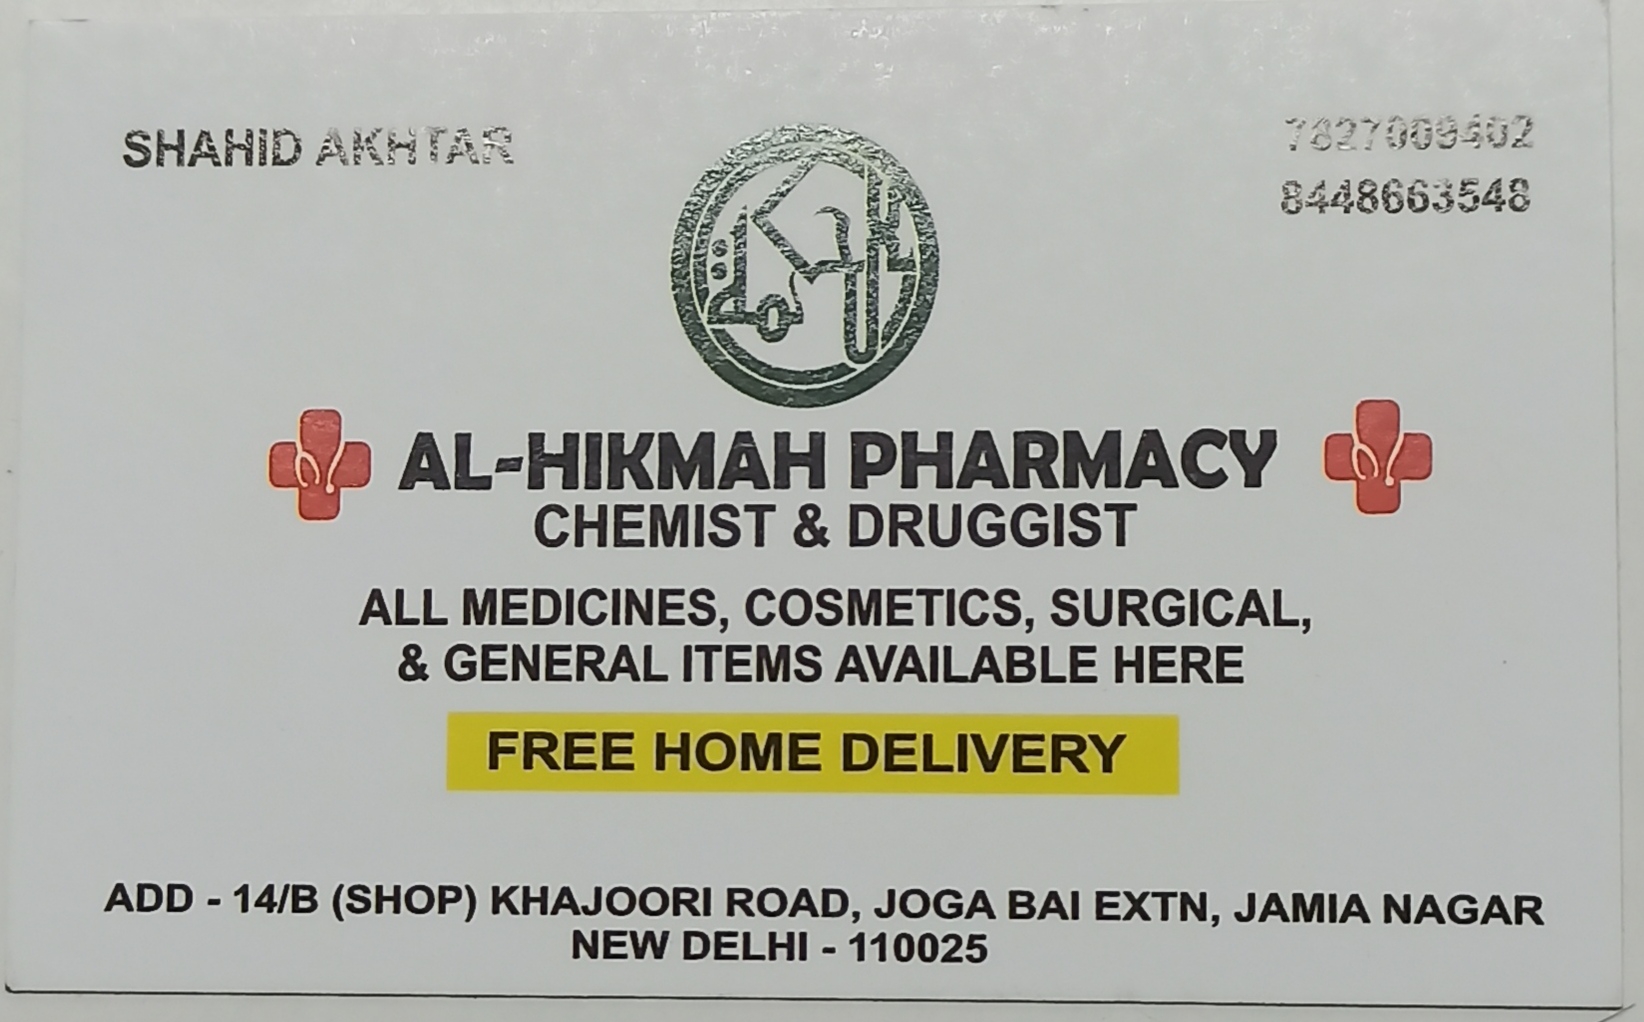 SHAHID AKHTAR
7827009402
8448663548
AL-HIKMAH PHARMACY
CHEMIST & DRUGGIST
ALL MEDICINES, COSMETICS, SURGICAL,
& GENERAL ITEMS AVAILABLE HERE
FREE HOME DELIVERY
ADD - 14/B (SHOP) KHAJOORI ROAD, JOGA BAI EXTN, JAMIA NAGAR
NEW DELHI - 110025